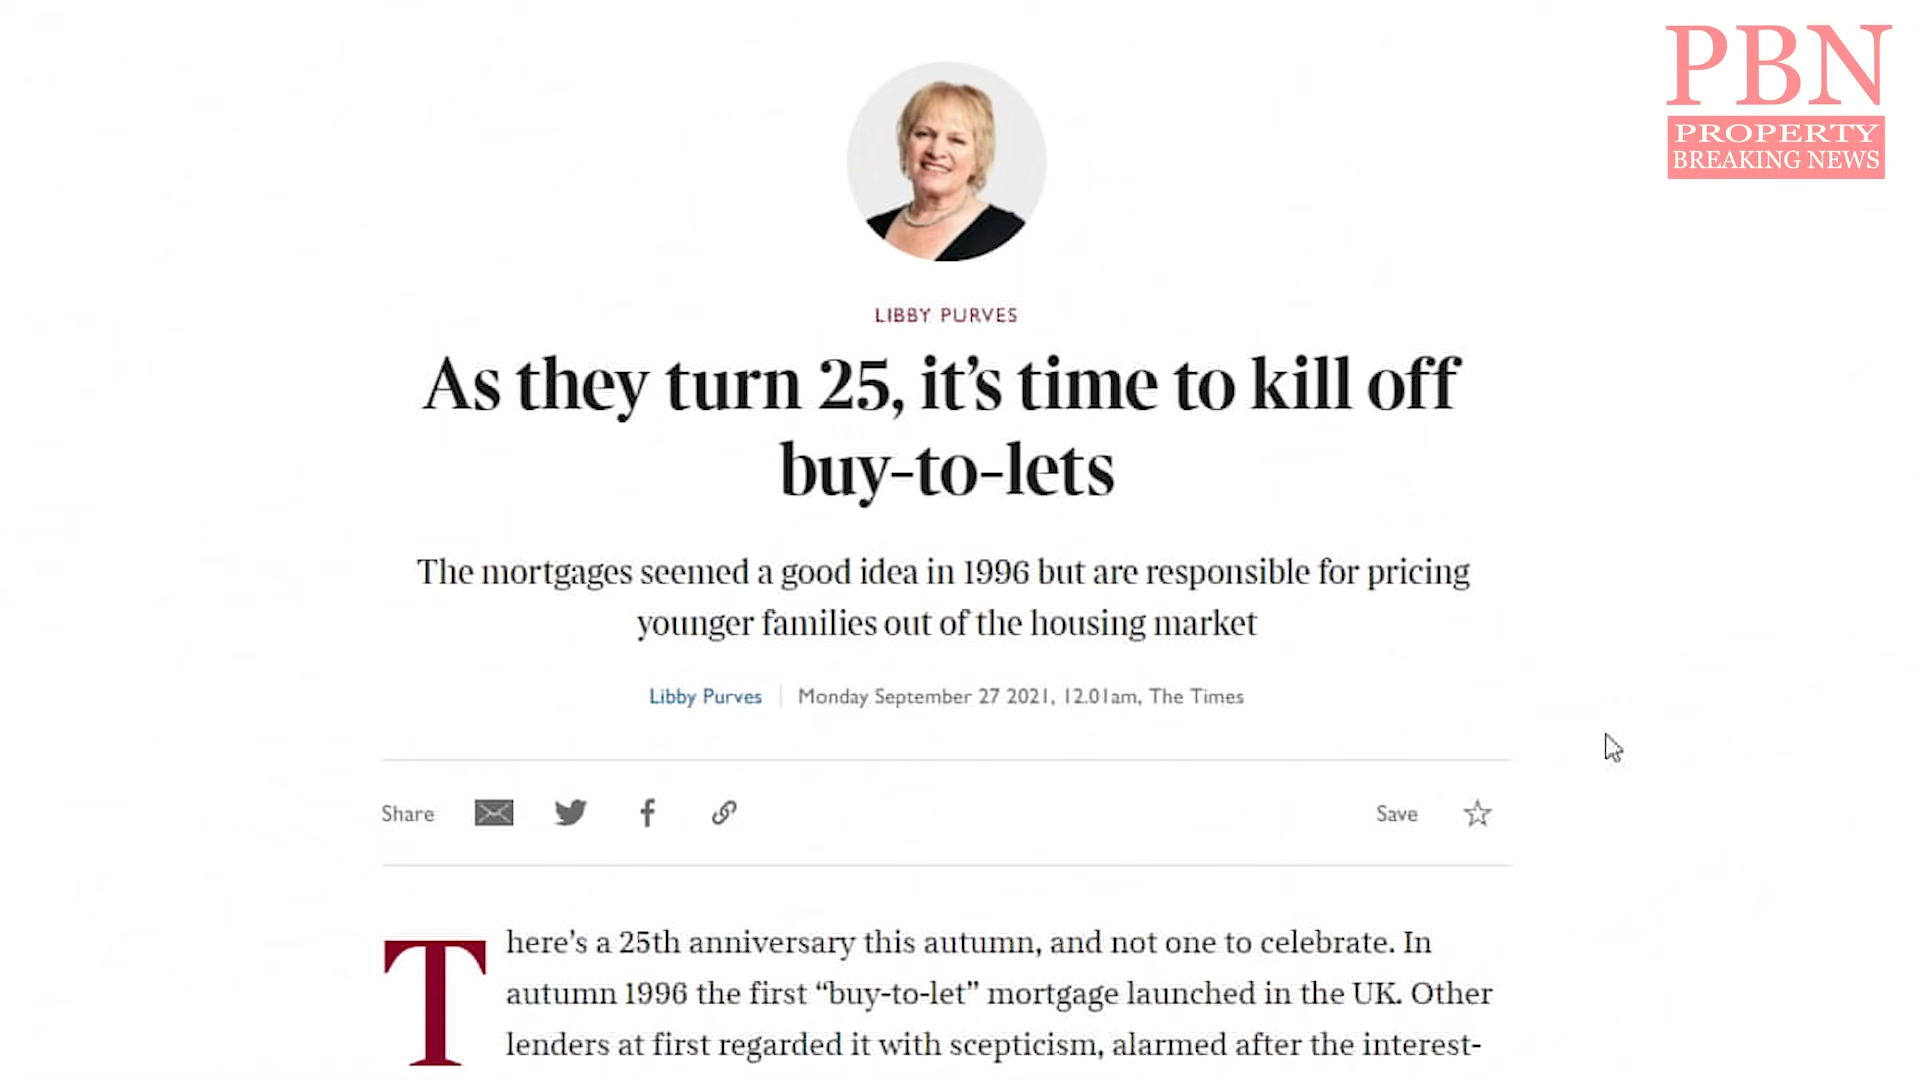 PBN
PROPERTY
BREAKING NEWS
LIBBY PURVES
As they turn 25, it’s time to kill off
buy-to-lets
The mortgages seemed a good idea in 1996 but are responsible for pricing
younger families out of the housing market
Libby Purves | Monday September 27 2021, 12.01am, The Times
Share
Save
There’s a 25th anniversary this autumn, and not one to celebrate. In
autumn 1996 the first “buy-to-let” mortgage launched in the UK. Other
lenders at first regarded it with scepticism, alarmed after the interest-